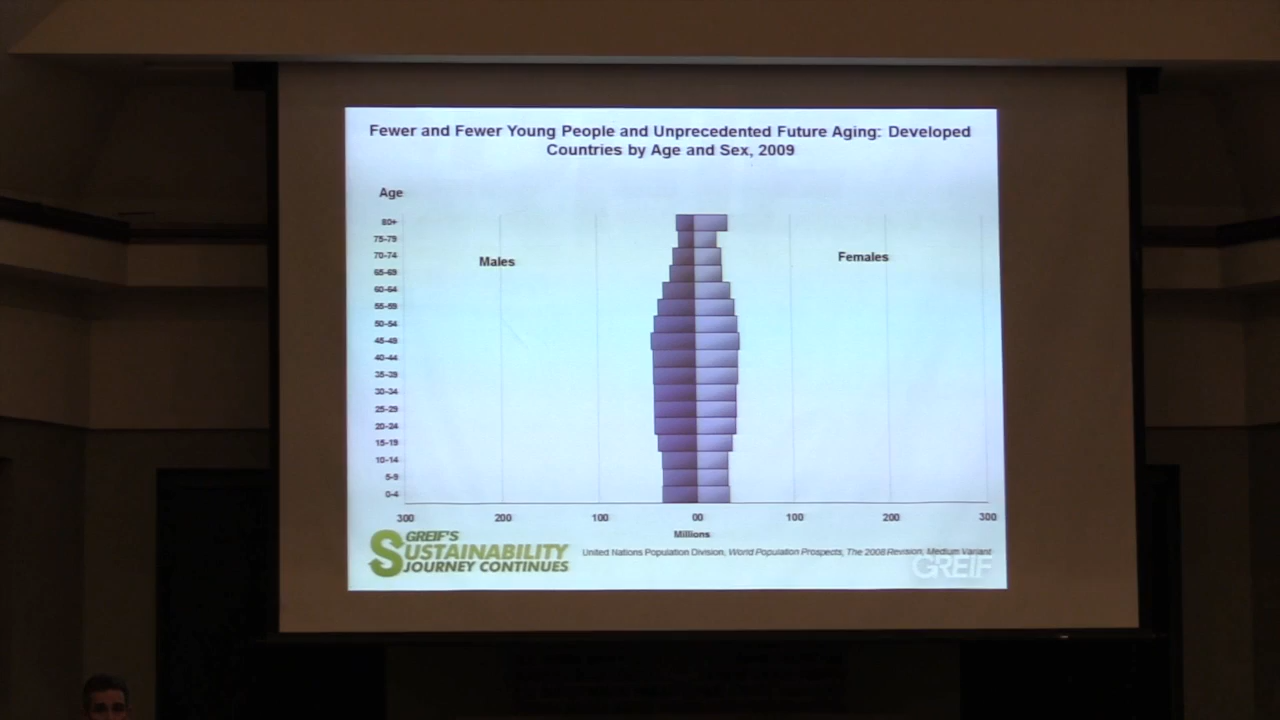 Fewer and Fewer Young People and Unprecedented Future Aging: Developed
Countries by Age and Sex, 2009
Age
80+
75-79
70-74
65-69
60-64
55-59
50-54
45-49
40-44
35-39
30-34
25-29
20-24
15-19
10-14
5-9
0-4
Males
Females
300 200 100 00 100 200 300
Millions
GREIF'S
SUSTAINABILITY
JOURNEY CONTINUES
United Nations Population Division, World Population Prospects, The 2008 Revision, Medium Variant
GREIF